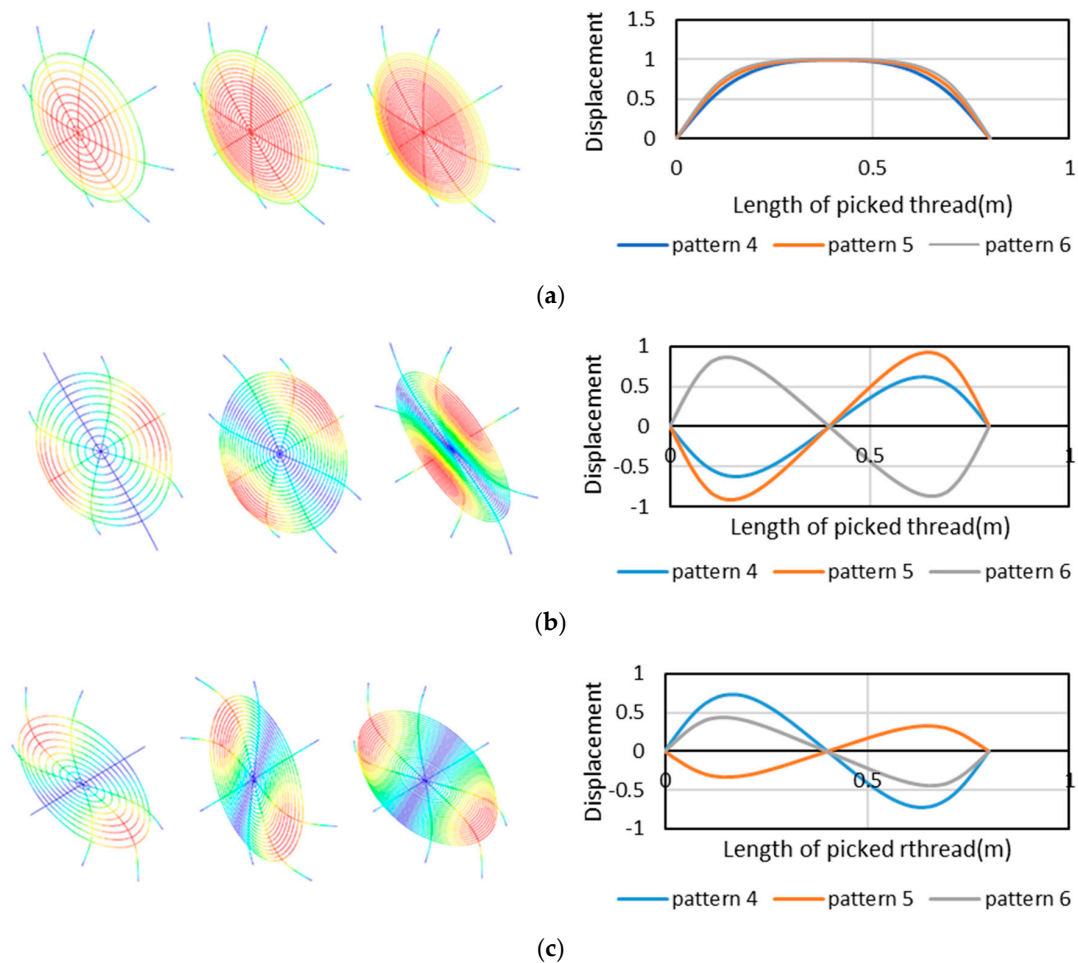 1.5
1
0.5
0
Displacement
0 0.5 1
Length of picked thread(m)
pattern 4 pattern 5 pattern 6
(a)
1
0.5
0
-0.5
-1
Displacement
0 0.5 1
Length of picked thread(m)
pattern 4 pattern 5 pattern 6
(b)
1
0.5
0
-0.5
-1
Displacement
0 0.5 1
Length of picked rthread(m)
pattern 4 pattern 5 pattern 6
(c)